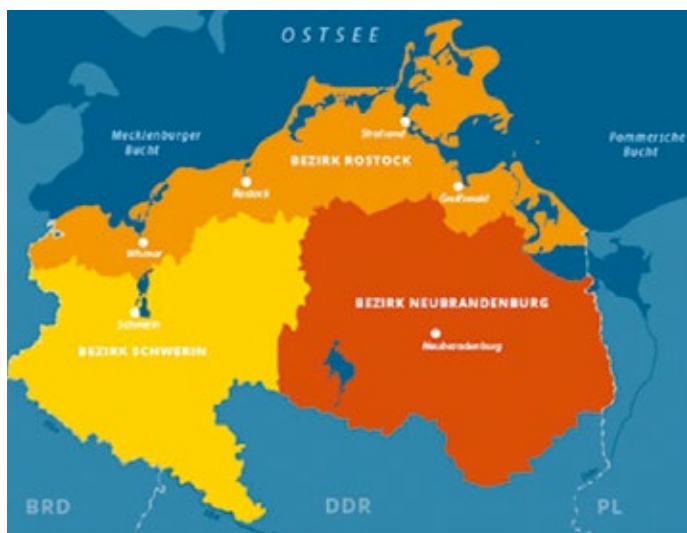 OSTSEE
Mecklenburger
Bucht
Pommersche
Bucht
Stralsund
BEZIRK ROSTOCK
Rostock
Greifswald
Wismar
BEZIRK NEUBRANDENBURG
Schwerin
Neubrandenburg
BEZIRK SCHWERIN
BRD
DDR
PL